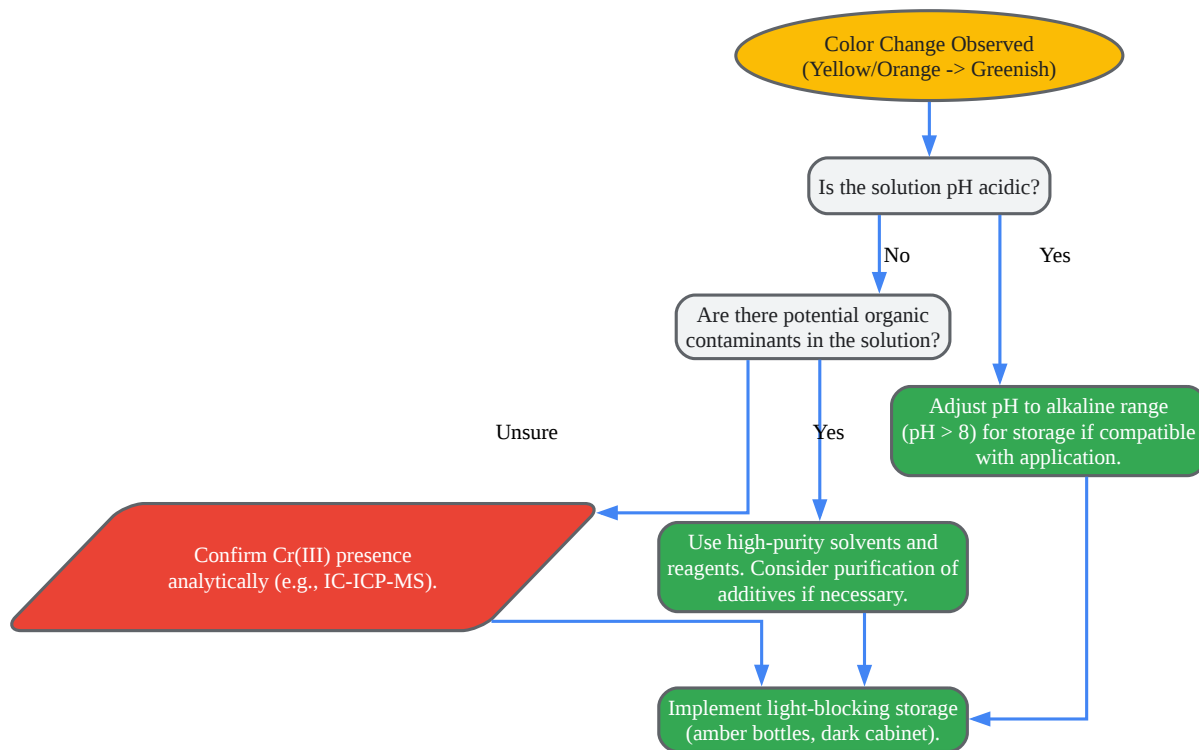 Color Change Observed
(Yellow/Orange -> Greenish)
Is the solution pH acidic?
No
Yes
Are there potential organic
contaminants in the solution?
Adjust pH to alkaline range
(pH > 8) for storage if compatible
with application.
Unsure
Yes
Confirm Cr(III) presence
analytically (e.g., IC-ICP-MS).
Use high-purity solvents and
reagents. Consider purification of
additives if necessary.
Implement light-blocking storage
(amber bottles, dark cabinet).